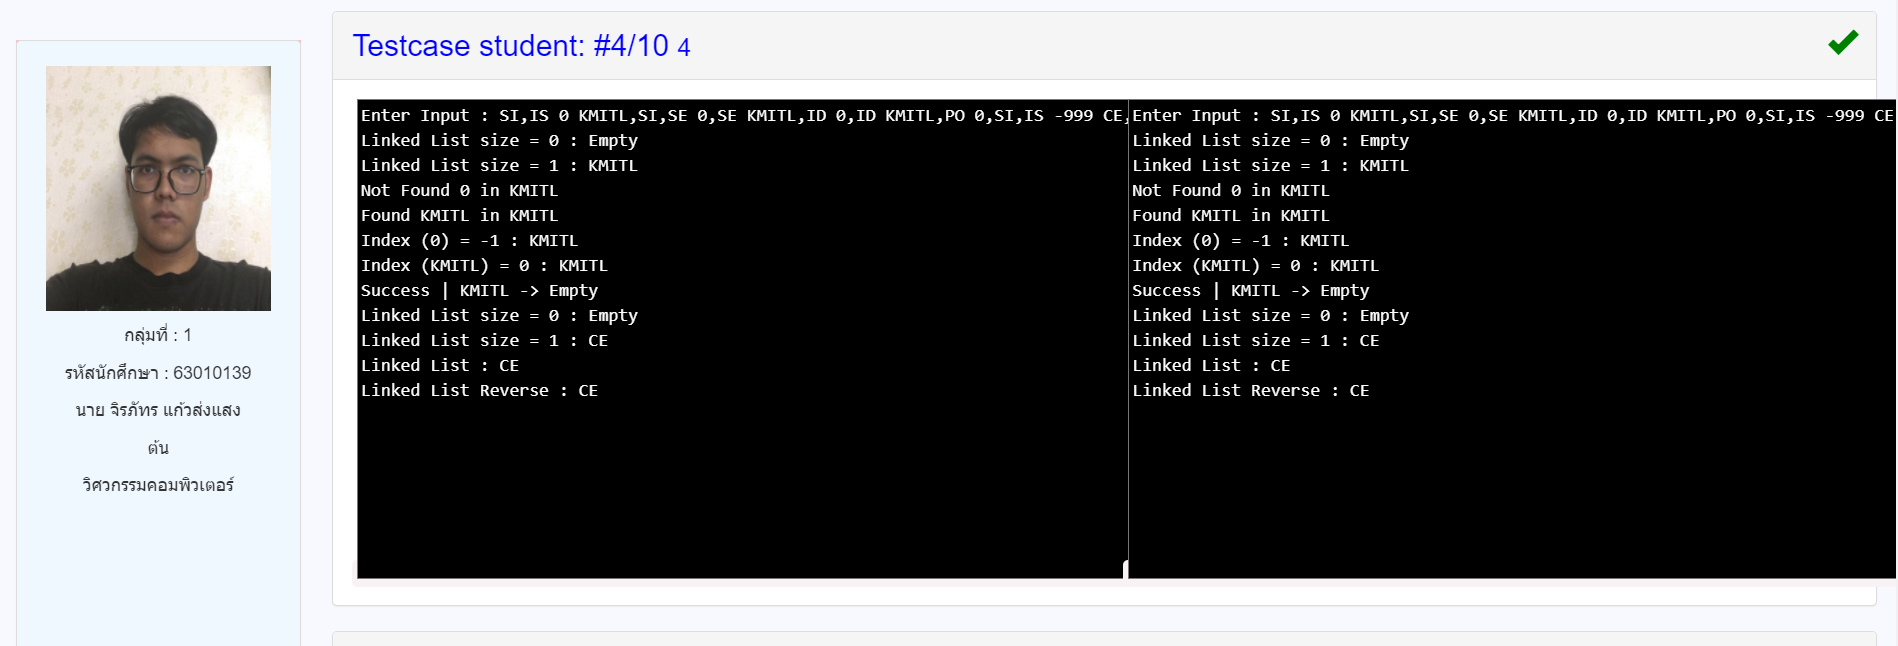 กลุ่มที่ : 1
รหัสนักศึกษา : 63010139
นาย จิรภัทร แก้วส่งแสง
ต้น
วิศวกรรมคอมพิวเตอร์
Testcase student: #4/10 4
Enter Input : SI,IS 0 KMITL,SI,SE 0,SE KMITL,ID 0,ID KMITL,PO 0,SI,IS -999 CE,
Linked List size = 0 : Empty
Linked List size = 1 : KMITL
Not Found 0 in KMITL
Found KMITL in KMITL
Index (0) = -1 : KMITL
Index (KMITL) = 0 : KMITL
Success | KMITL -> Empty
Linked List size = 0 : Empty
Linked List size = 1 : CE
Linked List : CE
Linked List Reverse : CE
Enter Input : SI,IS 0 KMITL,SI,SE 0,SE KMITL,ID 0,ID KMITL,PO 0,SI,IS -999 CE
Linked List size = 0 : Empty
Linked List size = 1 : KMITL
Not Found 0 in KMITL
Found KMITL in KMITL
Index (0) = -1 : KMITL
Index (KMITL) = 0 : KMITL
Success | KMITL -> Empty
Linked List size = 0 : Empty
Linked List size = 1 : CE
Linked List : CE
Linked List Reverse : CE